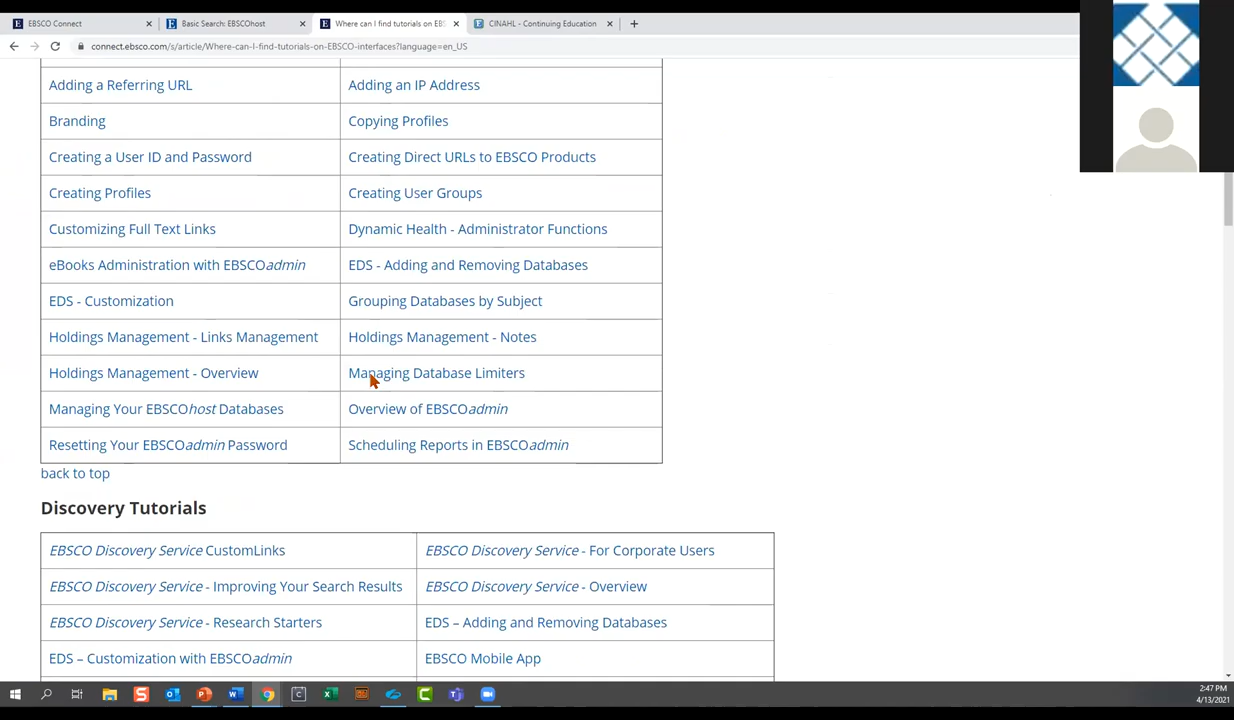 EBSCO Connect
Basic Search: EBSCOhost
Where can I find tutorials on EBS
CINAHL - Continuing Education
connect.ebsco.com/s/article/Where-can-I-find-tutorials-on-EBSCO-interfaces?language=en_US
Adding a Referring URL
Adding an IP Address
Branding
Copying Profiles
Creating a User ID and Password
Creating Direct URLs to EBSCO Products
Creating Profiles
Creating User Groups
Customizing Full Text Links
Dynamic Health - Administrator Functions
eBooks Administration with EBSCOadmin
EDS - Adding and Removing Databases
EDS - Customization
Grouping Databases by Subject
Holdings Management - Links Management
Holdings Management - Notes
Holdings Management - Overview
Managing Database Limiters
Managing Your EBSCOhost Databases
Overview of EBSCOadmin
Resetting Your EBSCOadmin Password
Scheduling Reports in EBSCOadmin
back to top
Discovery Tutorials
EBSCO Discovery Service CustomLinks
EBSCO Discovery Service - For Corporate Users
EBSCO Discovery Service - Improving Your Search Results
EBSCO Discovery Service - Overview
EBSCO Discovery Service - Research Starters
EDS – Adding and Removing Databases
EDS – Customization with EBSCOadmin
EBSCO Mobile App
2:47 PM
4/13/2021